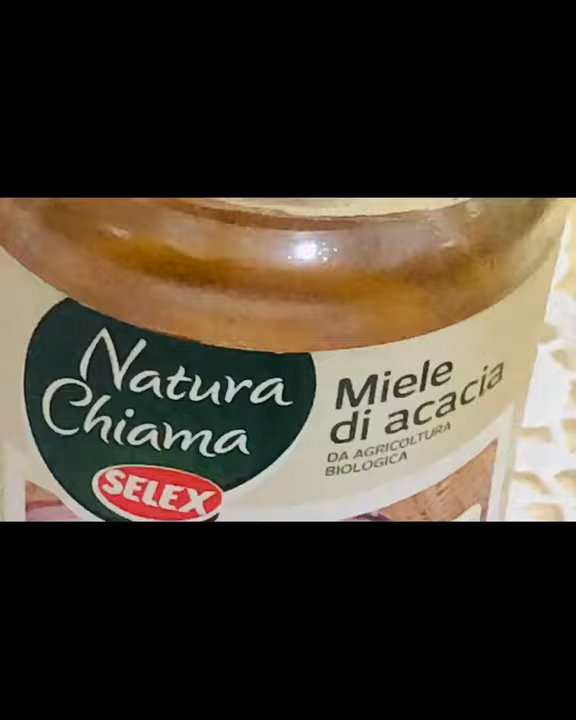 Natura
Chiama
SELEX
Miele
di acacia
DA AGRICOLTURA
BIOLOGICA